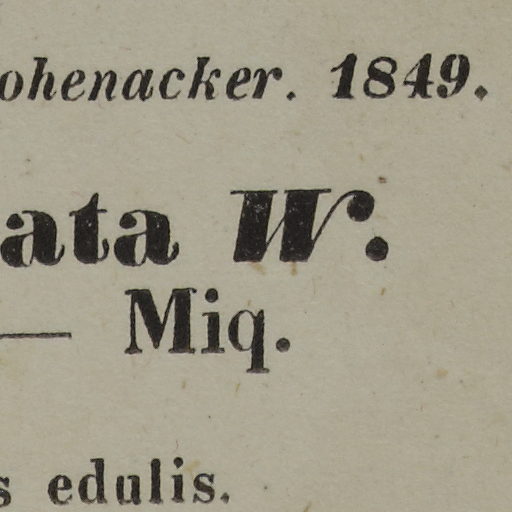 ohenacker. 1849.
ata W.
— Miq.
s edulis.